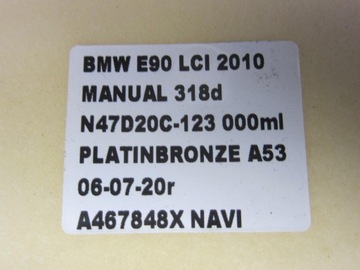 BMW E90 LCI 2010
MANUAL 318d
N47D20C-123 000ml
PLATINBRONZE A53
06-07-20r
A467848X NAVI